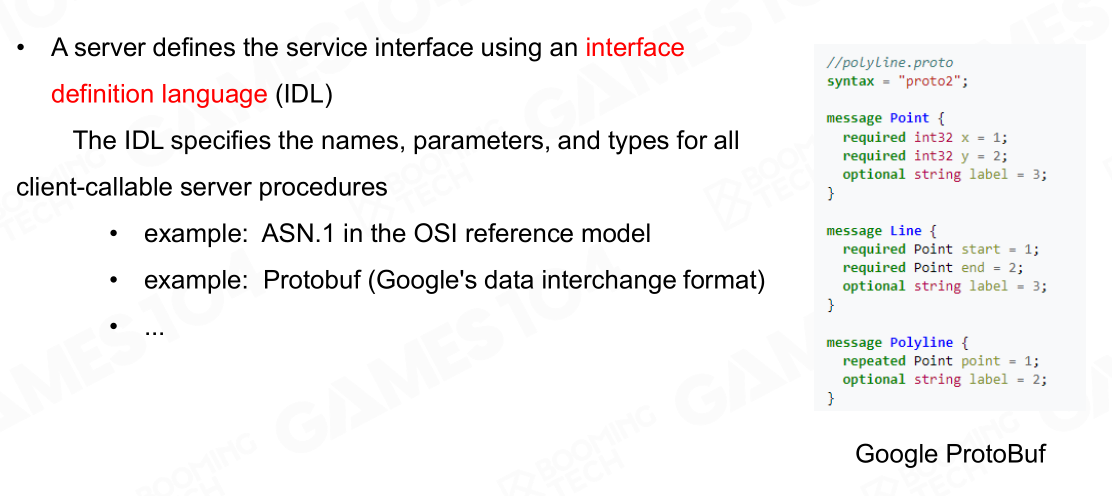 • A server defines the service interface using an interface
definition language (IDL)
The IDL specifies the names, parameters, and types for all
client-callable server procedures
• example: ASN.1 in the OSI reference model
• example: Protobuf (Google's data interchange format)
• ...
//polyline.proto
syntax = "proto2";
message Point {
required int32 x = 1;
required int32 y = 2;
optional string label = 3;
}
message Line {
required Point start = 1;
required Point end = 2;
optional string label = 3;
}
message Polyline {
repeated Point point = 1;
optional string label = 2;
}
Google ProtoBuf
GAMES104
BOOMING
TECH